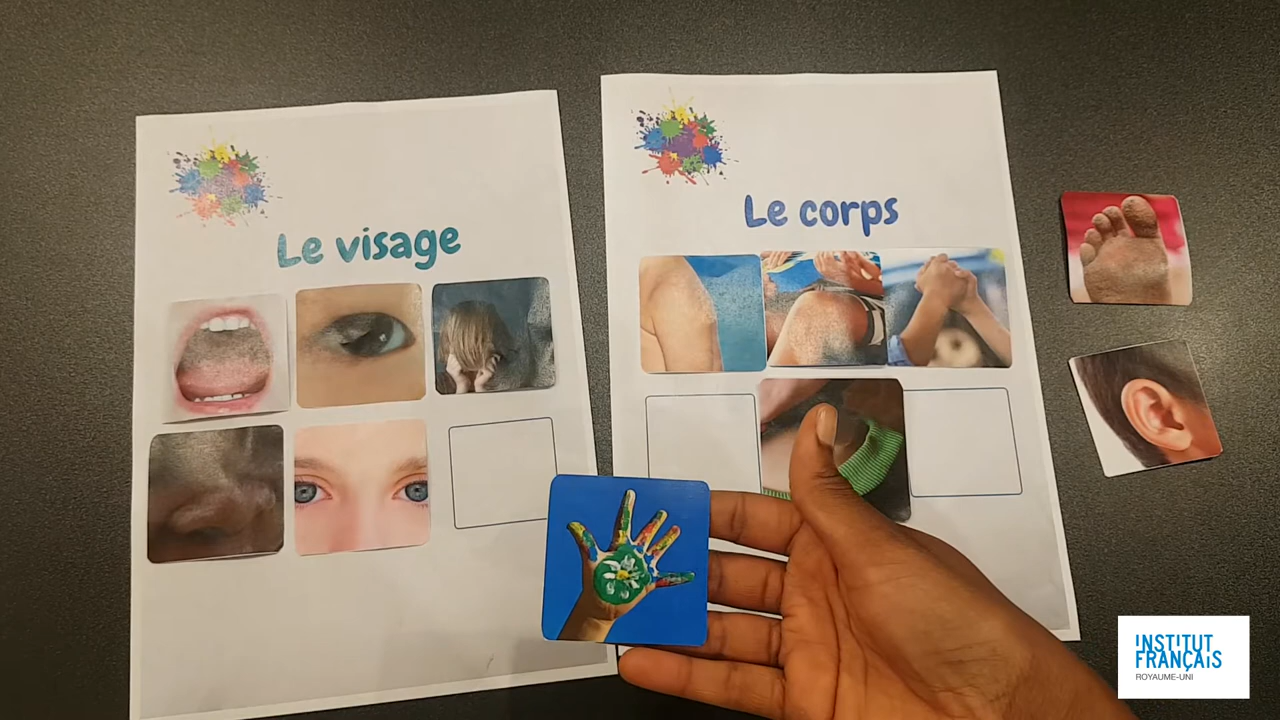 Le visage
Le corps
INSTITUT
FRANÇAIS
ROYAUME-UNI